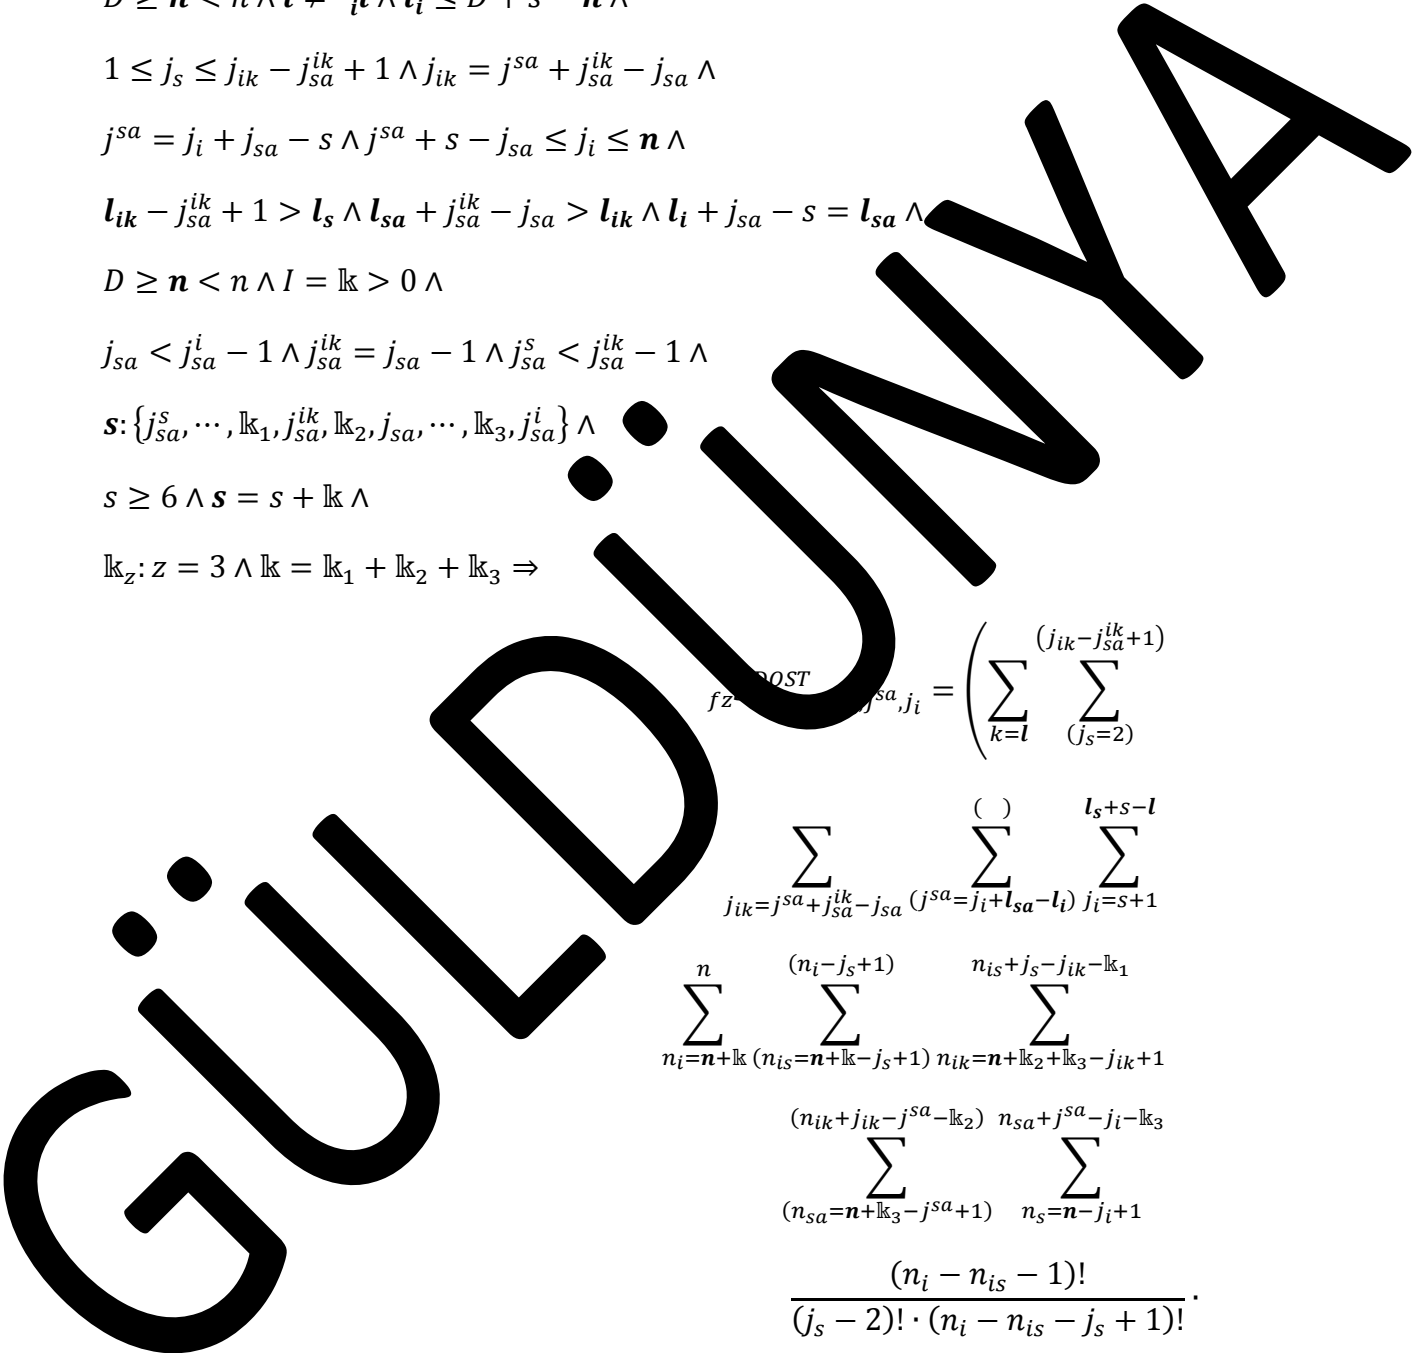 1 ≤ j_s ≤ j_{ik} − j_{sa}^{ik} + 1 ∧ j_{ik} = j^{sa} + j_{sa}^{ik} − j_{sa} ∧
j^{sa} = j_i + j_{sa} − s ∧ j^{sa} + s − j_{sa} ≤ j_i ≤ n ∧
l_{ik} − j_{sa}^{ik} + 1 > l_s ∧ l_{sa} + j_{sa}^{ik} − j_{sa} > l_{ik} ∧ l_i + j_{sa} − s = l_{sa} ∧
D ≥ n < n ∧ I = 𝕜 > 0 ∧
j_{sa} < j_{sa}^{i} − 1 ∧ j_{sa}^{ik} = j_{sa} − 1 ∧ j_{sa}^{s} < j_{sa}^{ik} − 1 ∧
s: {j_{sa}^{s}, ⋯ , 𝕜_1, j_{sa}^{ik}, 𝕜_2, j_{sa}, ⋯ , 𝕜_3, j_{sa}^{i}} ∧
s ≥ 6 ∧ s = s + 𝕜 ∧
𝕜_z: z = 3 ∧ 𝕜 = 𝕜_1 + 𝕜_2 + 𝕜_3 ⇒
j^{sa},j_i = ( ∑_{k=l} ∑_{(j_s=2)}^{(j_{ik}−j_{sa}^{ik}+1)}
∑_{j_{ik}=j^{sa}+j_{sa}^{ik}−j_{sa}} ∑_{(j^{sa}=j_i+l_{sa}−l_i)}^{( )} ∑_{j_i=s+1}^{l_s+s−l}
∑_{n_i=n+𝕜}^{n} ∑_{(n_{is}=n+𝕜−j_s+1)}^{(n_i−j_s+1)} ∑_{n_{ik}=n+𝕜_2+𝕜_3−j_{ik}+1}^{n_{is}+j_s−j_{ik}−𝕜_1}
∑_{(n_{sa}=n+𝕜_3−j^{sa}+1)}^{(n_{ik}+j_{ik}−j^{sa}−𝕜_2)} ∑_{n_s=n−j_i+1}^{n_{sa}+j^{sa}−j_i−𝕜_3}
(n_i − n_{is} − 1)!
(j_s − 2)! · (n_i − n_{is} − j_s + 1)! ·
GÜLDÜNYA